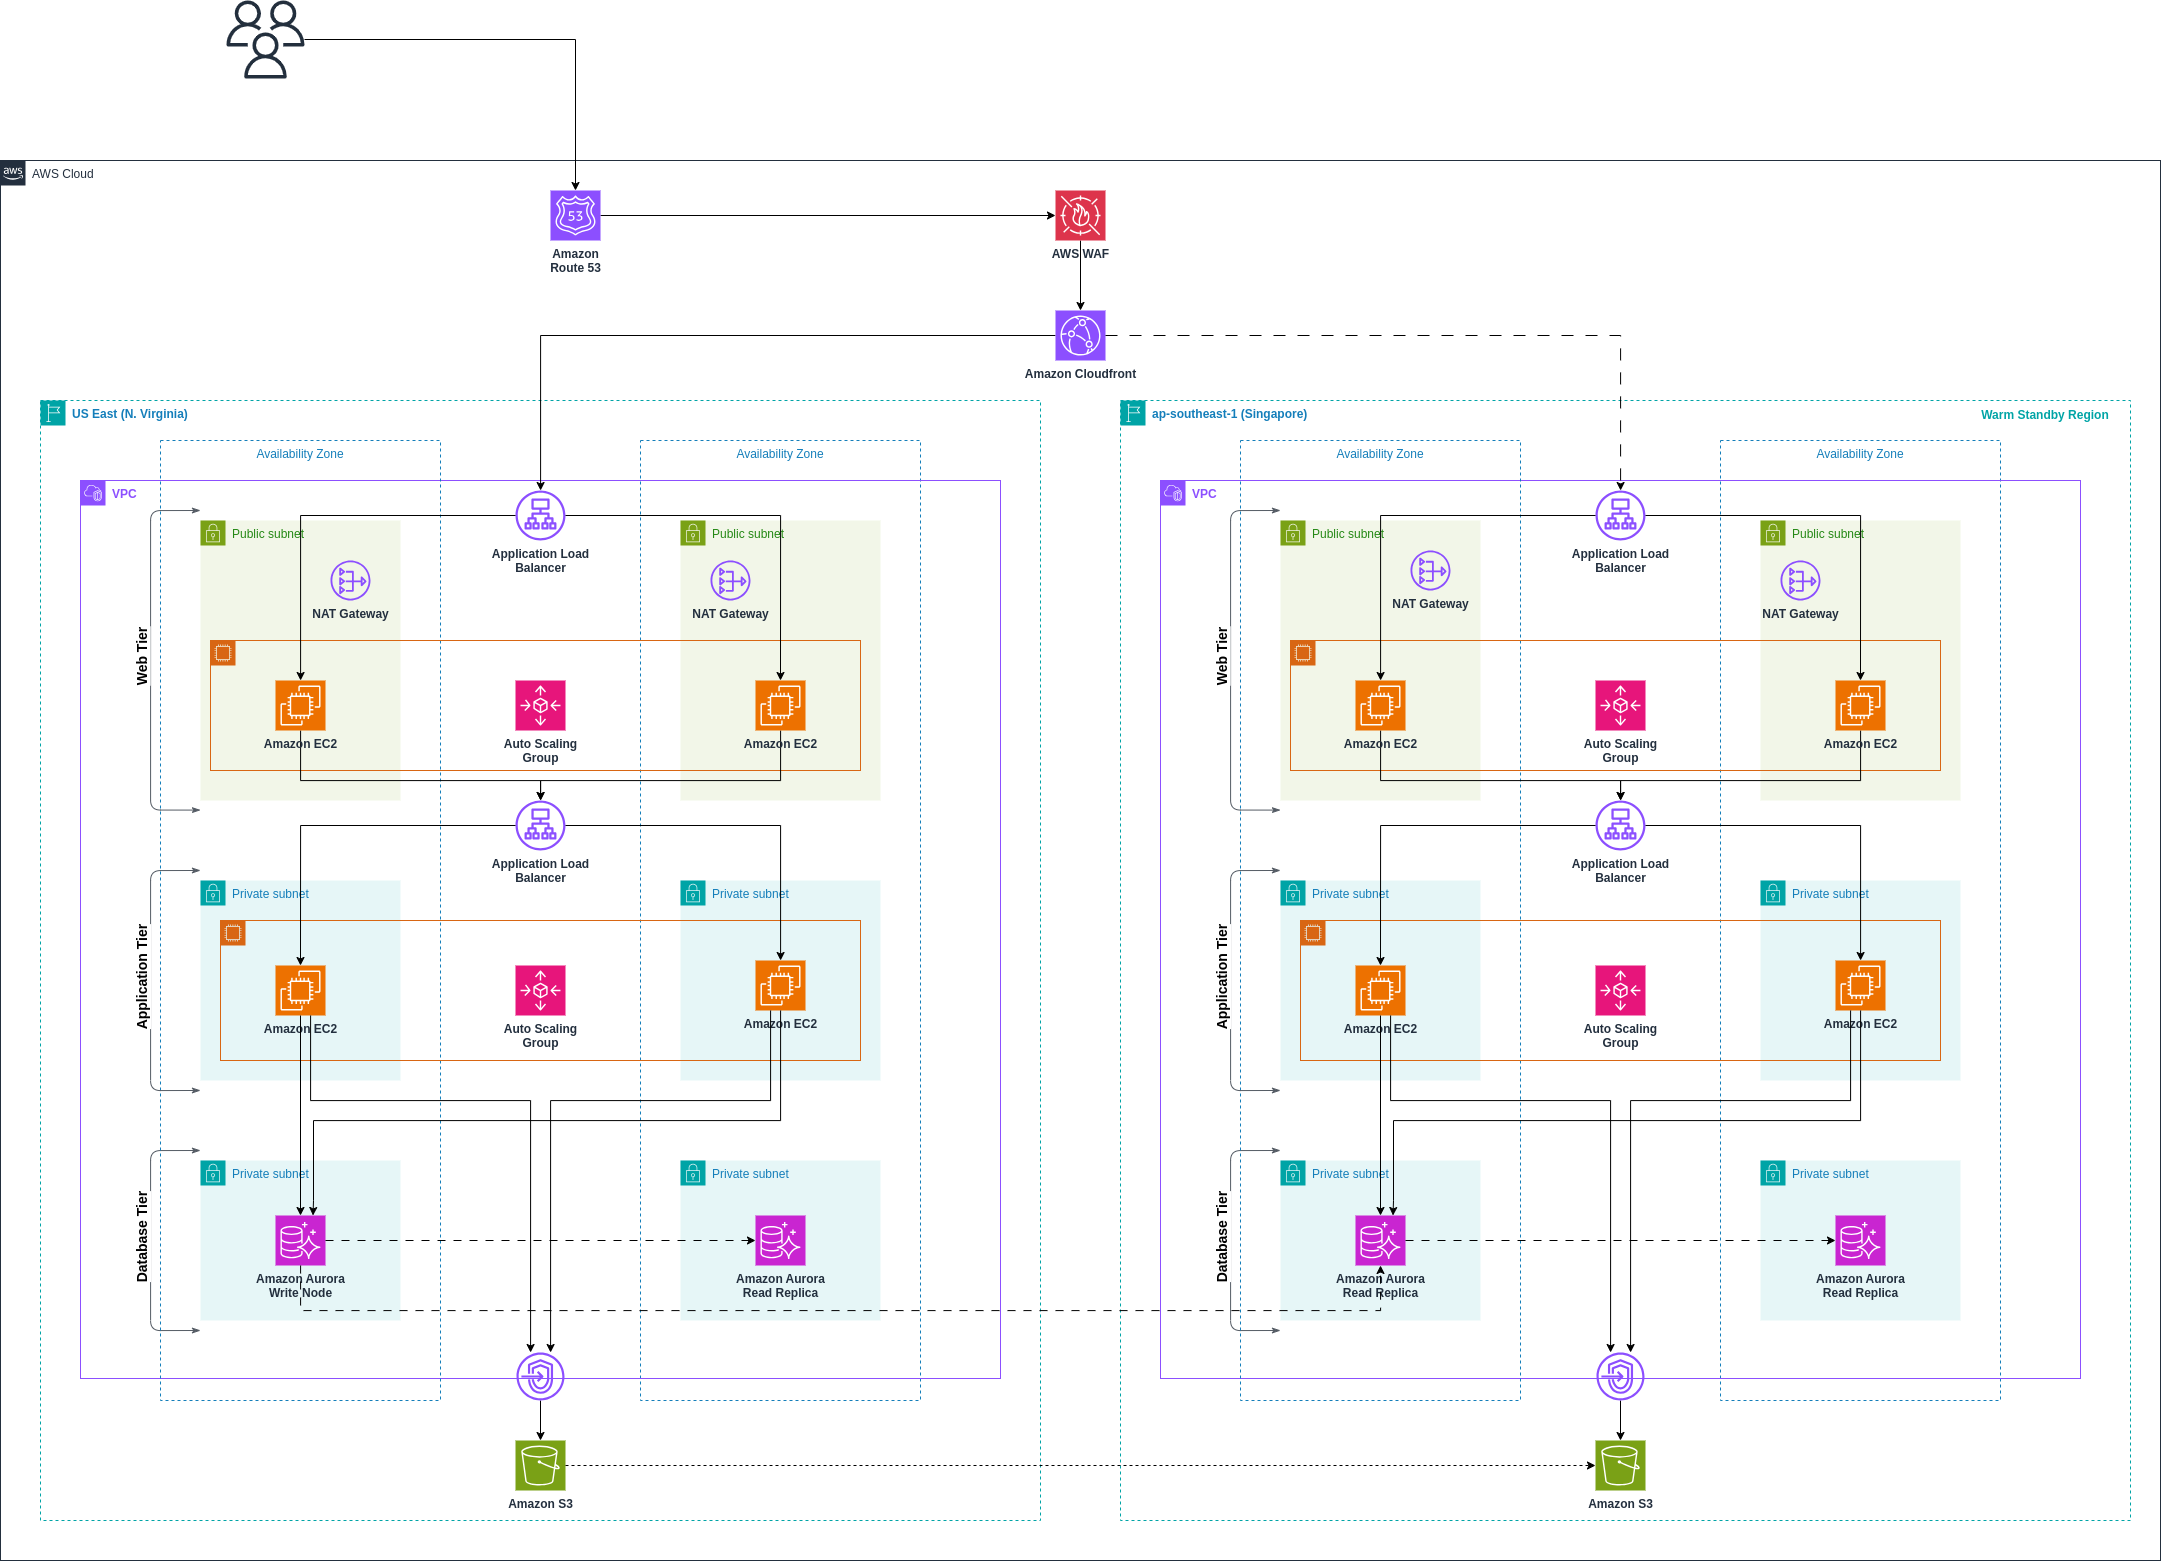 aws
AWS Cloud
53
Amazon
Route 53
AWS WAF
Amazon Cloudfront
US East (N. Virginia)
Availability Zone
Availability Zone
VPC
Public subnet
Public subnet
Application Load
Balancer
NAT Gateway
NAT Gateway
Web Tier
Amazon EC2
Auto Scaling
Group
Amazon EC2
Application Load
Balancer
Private subnet
Private subnet
Application Tier
Amazon EC2
Auto Scaling
Group
Amazon EC2
Private subnet
Private subnet
Database Tier
Amazon Aurora
Write Node
Amazon Aurora
Read Replica
Amazon S3
ap-southeast-1 (Singapore)
Warm Standby Region
Availability Zone
Availability Zone
VPC
Public subnet
Public subnet
Application Load
Balancer
NAT Gateway
NAT Gateway
Web Tier
Amazon EC2
Auto Scaling
Group
Amazon EC2
Application Load
Balancer
Private subnet
Private subnet
Application Tier
Amazon EC2
Auto Scaling
Group
Amazon EC2
Private subnet
Private subnet
Database Tier
Amazon Aurora
Read Replica
Amazon Aurora
Read Replica
Amazon S3